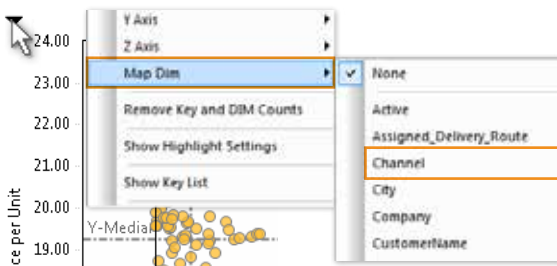 Y Axis
Z Axis
Map Dim
Remove Key and DIM Counts
Show Highlight Settings
Show Key List
None
Active
Assigned_Delivery_Route
Channel
City
Company
CustomerName
24.00
23.00
22.00
21.00
20.00
19.00
ce per Unit
Y-Median